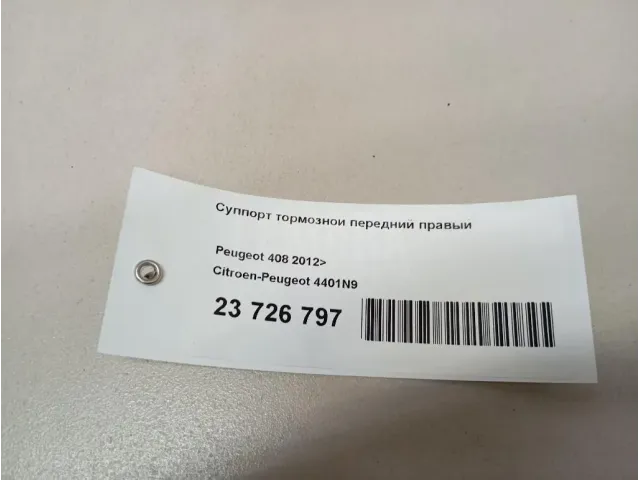 Суппорт тормозной передний правый
Peugeot 408 2012>
Citroen-Peugeot 4401N9
23 726 797